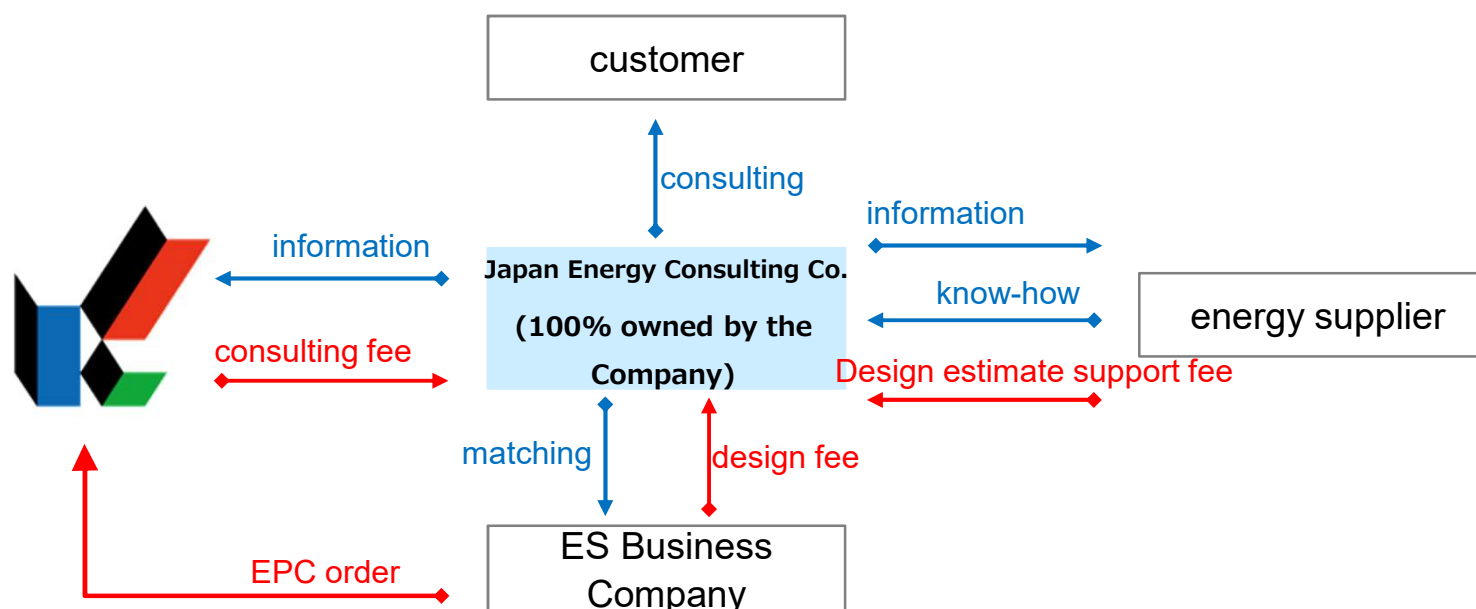 customer
consulting
information
information
Japan Energy Consulting Co.
(100% owned by the
Company)
know-how
energy supplier
consulting fee
Design estimate support fee
matching
design fee
ES Business
Company
EPC order